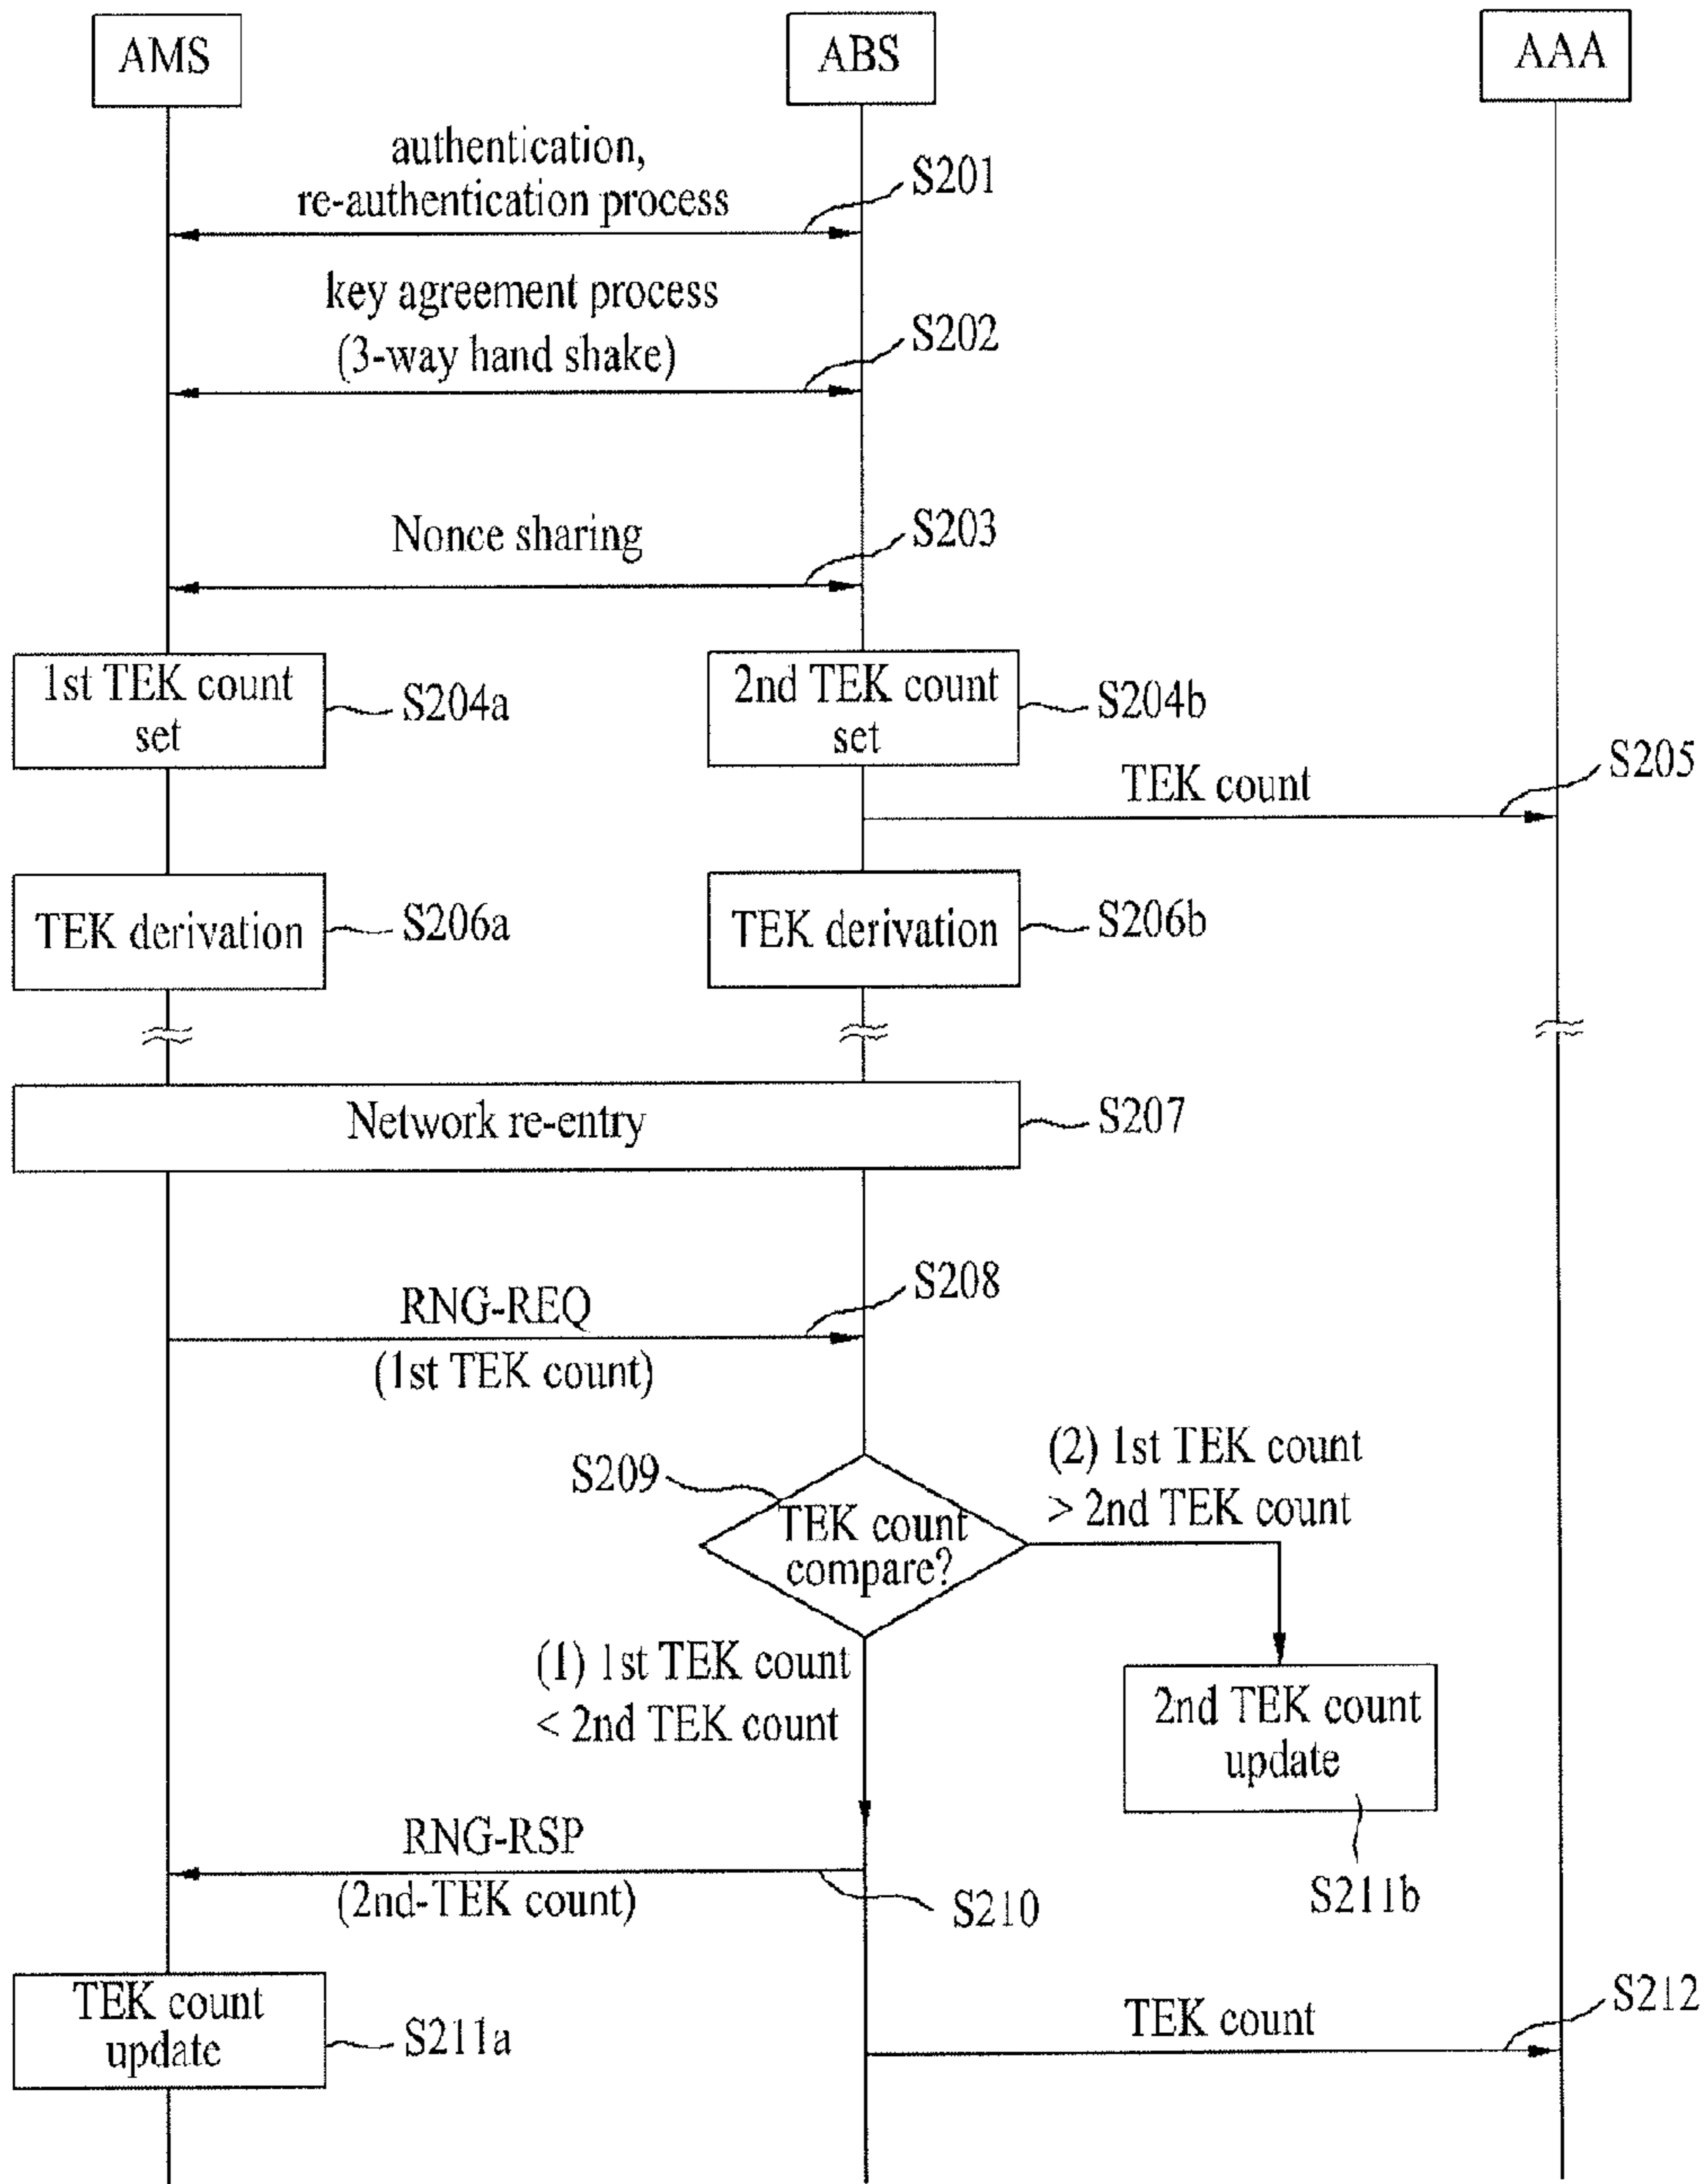 AMS
ABS
AAA
authentication,
re-authentication process
S201
key agreement process
(3-way hand shake)
S202
Nonce sharing
S203
1st TEK count
set
S204a
2nd TEK count
set
S204b
TEK count
S205
TEK derivation
S206a
TEK derivation
S206b
Network re-entry
S207
RNG-REQ
(1st TEK count)
S208
S209
TEK count
compare?
(2) 1st TEK count
> 2nd TEK count
(1) 1st TEK count
< 2nd TEK count
2nd TEK count
update
S211b
RNG-RSP
(2nd-TEK count)
S210
TEK count
update
S211a
TEK count
S212